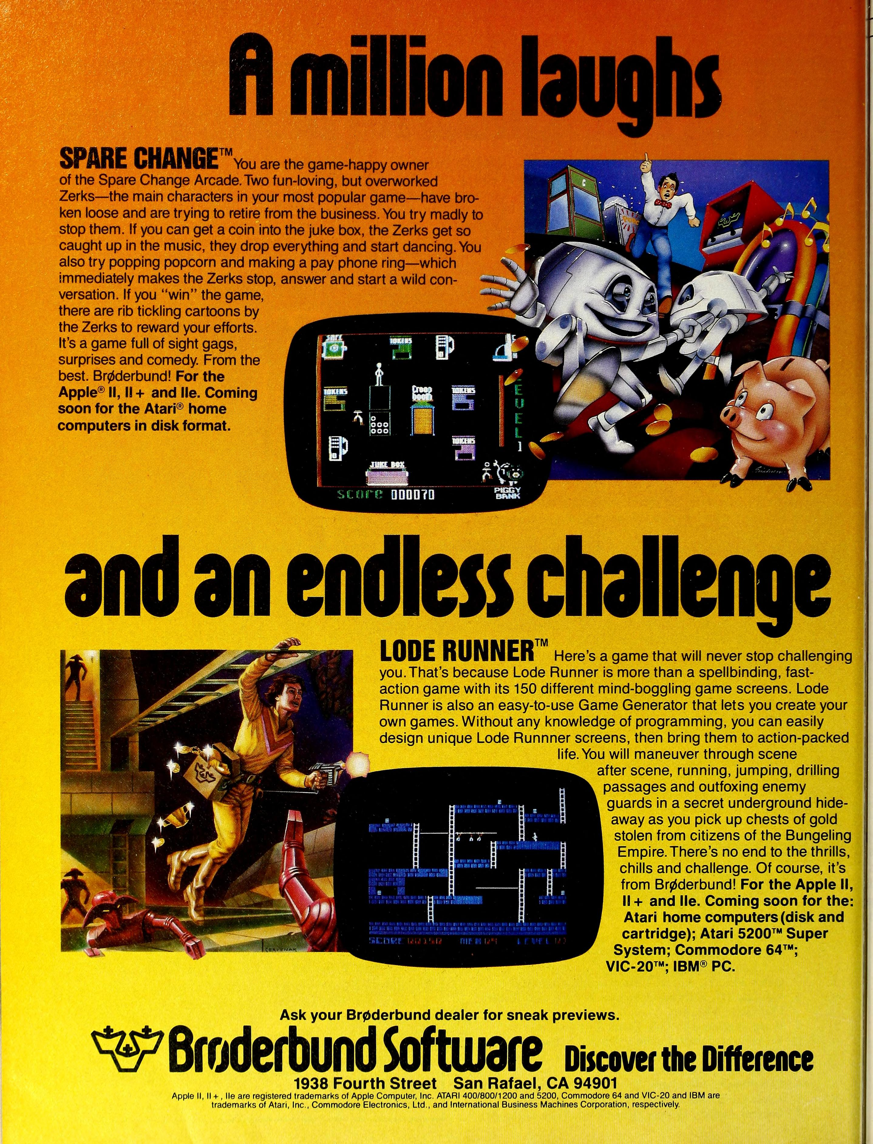 A million laughs
SPARE CHANGE™ You are the game-happy owner
of the Spare Change Arcade. Two fun-loving, but overworked
Zerks—the main characters in your most popular game—have bro-
ken loose and are trying to retire from the business. You try madly to
stop them. If you can get a coin into the juke box, the Zerks get so
caught up in the music, they drop everything and start dancing. You
also try popping popcorn and making a pay phone ring—which
immediately makes the Zerks stop, answer and start a wild con-
versation. If you "win" the game,
there are rib tickling cartoons by
the Zerks to reward your efforts.
It's a game full of sight gags,
surprises and comedy. From the
best. Brøderbund! For the
Apple® II, II+ and IIe. Coming
soon for the Atari® home
computers in disk format.
SAFE
TOKENS
TOKENS
TOKENS
TOKENS
JUKE BOX
LEVEL 1
Score 000070
PIGGY
BANK
and an endless challenge
LODE RUNNER™ Here's a game that will never stop challenging
you. That's because Lode Runner is more than a spellbinding, fast-
action game with its 150 different mind-boggling game screens. Lode
Runner is also an easy-to-use Game Generator that lets you create your
own games. Without any knowledge of programming, you can easily
design unique Lode Runnner screens, then bring them to action-packed
life. You will maneuver through scene
after scene, running, jumping, drilling
passages and outfoxing enemy
guards in a secret underground hide-
away as you pick up chests of gold
stolen from citizens of the Bungeling
Empire. There's no end to the thrills,
chills and challenge. Of course, it's
from Brøderbund! For the Apple II,
II+ and IIe. Coming soon for the:
Atari home computers (disk and
cartridge); Atari 5200™ Super
System; Commodore 64™;
VIC-20™; IBM® PC.
SCORE MEN LEVEL
Ask your Brøderbund dealer for sneak previews.
Brøderbund Software Discover the Difference
1938 Fourth Street San Rafael, CA 94901
Apple II, II+, IIe are registered trademarks of Apple Computer, Inc. ATARI 400/800/1200 and 5200, Commodore 64 and VIC-20 and IBM are
trademarks of Atari, Inc., Commodore Electronics, Ltd., and International Business Machines Corporation, respectively.